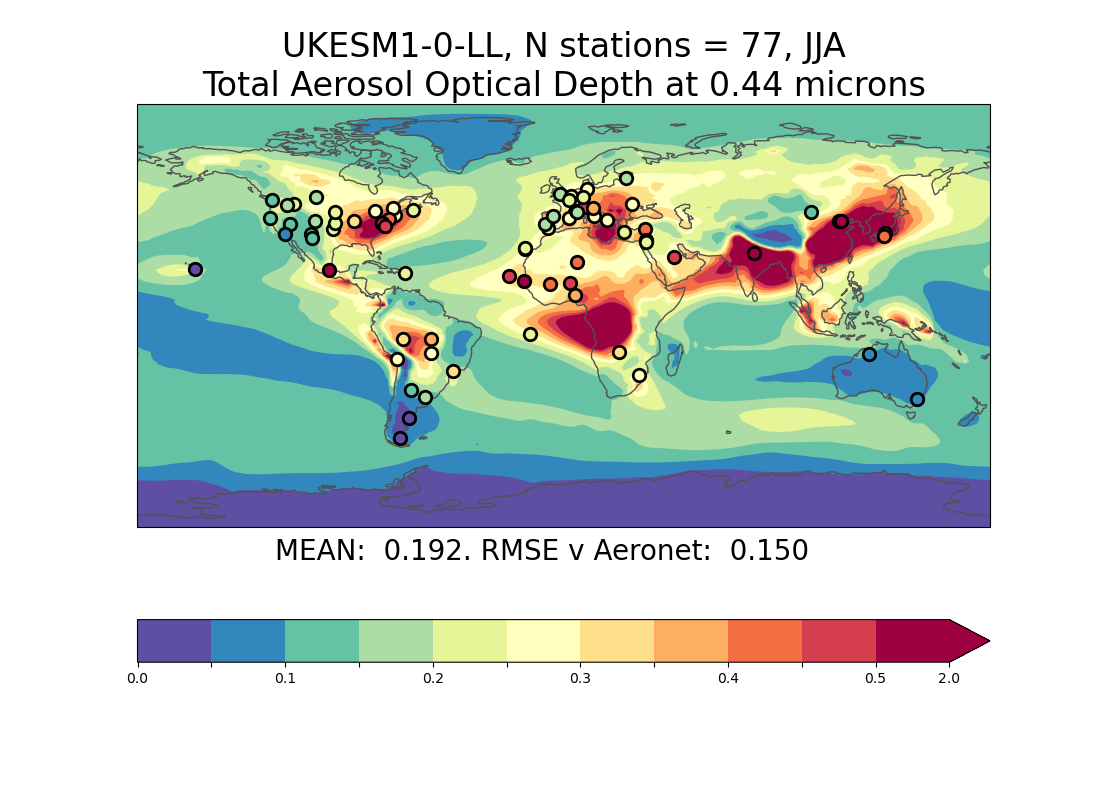 UKESM1-0-LL, N stations = 77, JJA
Total Aerosol Optical Depth at 0.44 microns
MEAN:  0.192. RMSE v Aeronet:  0.150
0.0 0.1 0.2 0.3 0.4 0.5 2.0